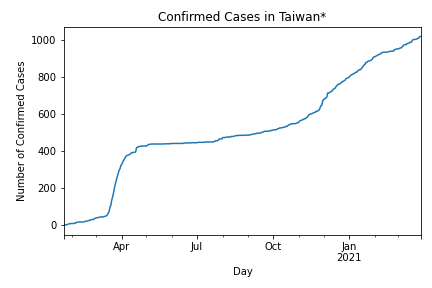 Confirmed Cases in Taiwan*
Number of Confirmed Cases
1000
800
600
400
200
0
Apr
Jul
Oct
Jan
2021
Day